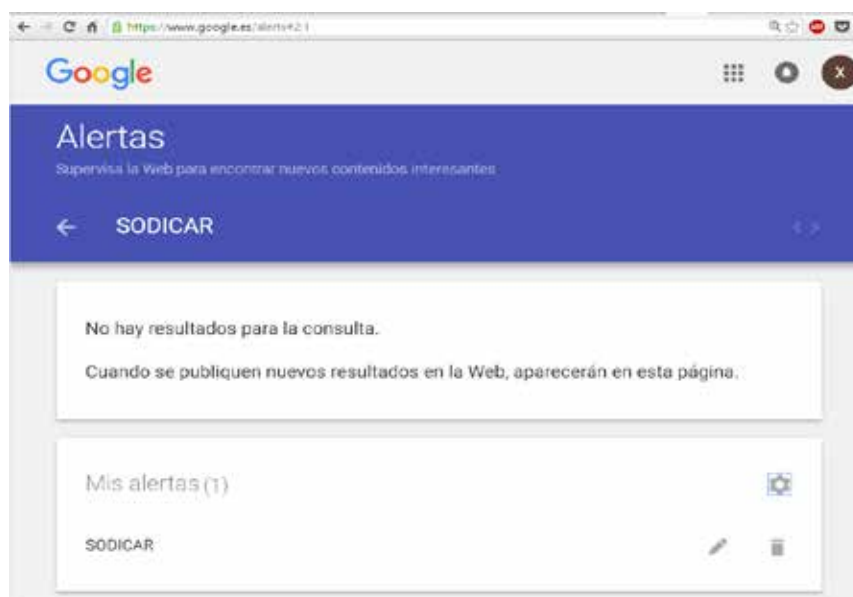 https://www.google.es/alerts#2:1
Google
X
Alertas
Supervisa la Web para encontrar nuevos contenidos interesantes
SODICAR
No hay resultados para la consulta.
Cuando se publiquen nuevos resultados en la Web, aparecerán en esta página.
Mis alertas (1)
SODICAR